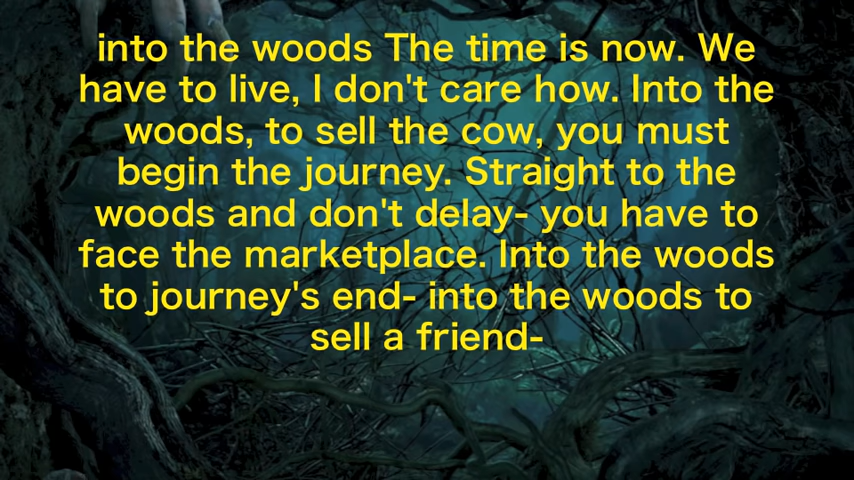 into the woods The time is now. We
have to live, I don't care how. Into the
woods, to sell the cow, you must
begin the journey. Straight to the
woods and don't delay- you have to
face the marketplace. Into the woods
to journey's end- into the woods to
sell a friend-